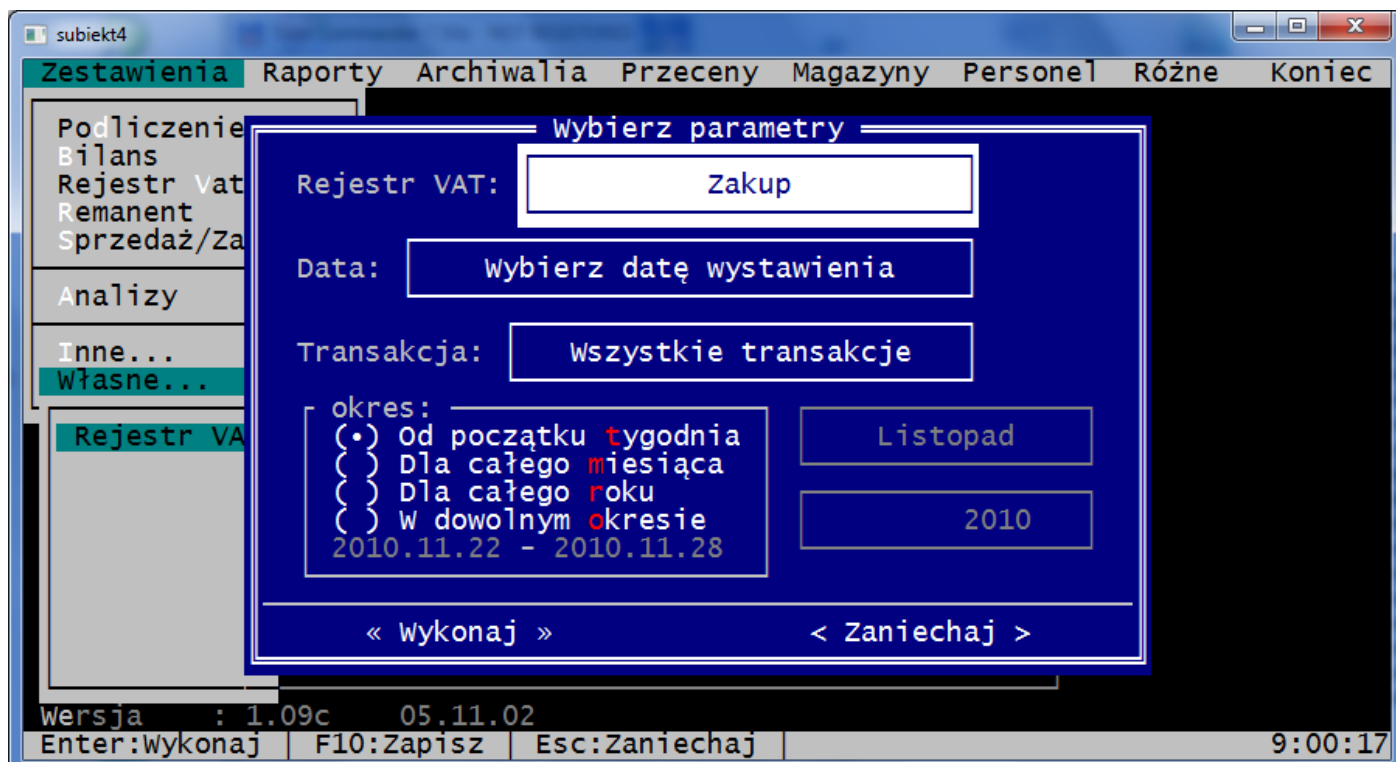 subiekt4
Zestawienia Raporty Archiwalia Przeceny Magazyny Personel Różne Koniec
Podliczenie
Bilans
Rejestr Vat
Remanent
Sprzedaż/Za
Analizy
Inne...
Własne...
Rejestr VA
Wybierz parametry
Rejestr VAT: Zakup
Data: Wybierz datę wystawienia
Transakcja: Wszystkie transakcje
okres:
(•) Od początku tygodnia
( ) Dla całego miesiąca
( ) Dla całego roku
( ) W dowolnym okresie
2010.11.22 - 2010.11.28
Listopad
2010
« Wykonaj » < Zaniechaj >
Wersja : 1.09c 05.11.02
Enter:Wykonaj | F10:Zapisz | Esc:Zaniechaj | 9:00:17